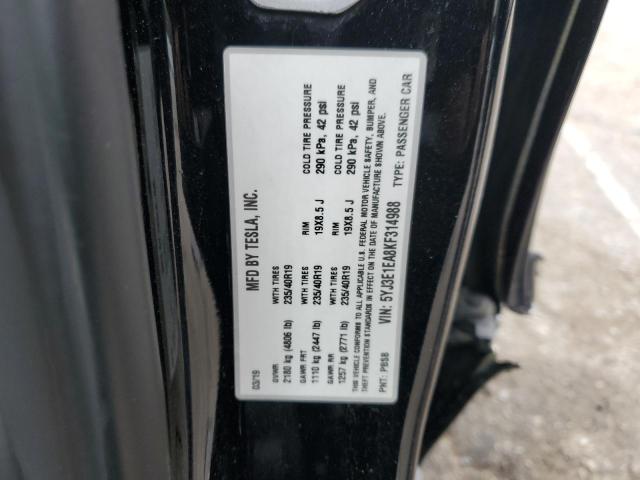 MFD BY TESLA, INC.
03/19
GVWR WITH TIRES RIM COLD TIRE PRESSURE
2180 kg (4806 lb) 235/40R19 19X8.5 J 290 kPa, 42 psi
GAWR FRT WITH TIRES RIM COLD TIRE PRESSURE
1110 kg (2447 lb) 235/40R19 19X8.5 J 290 kPa, 42 psi
GAWR RR WITH TIRES
1257 kg (2771 lb) 235/40R19
THIS VEHICLE CONFORMS TO ALL APPLICABLE U.S. FEDERAL MOTOR VEHICLE SAFETY, BUMPER, AND
THEFT PREVENTION STANDARDS IN EFFECT ON THE DATE OF MANUFACTURE SHOWN ABOVE.
VIN: 5YJ3E1EA8KF314988 TYPE: PASSENGER CAR
PNT: PBSB